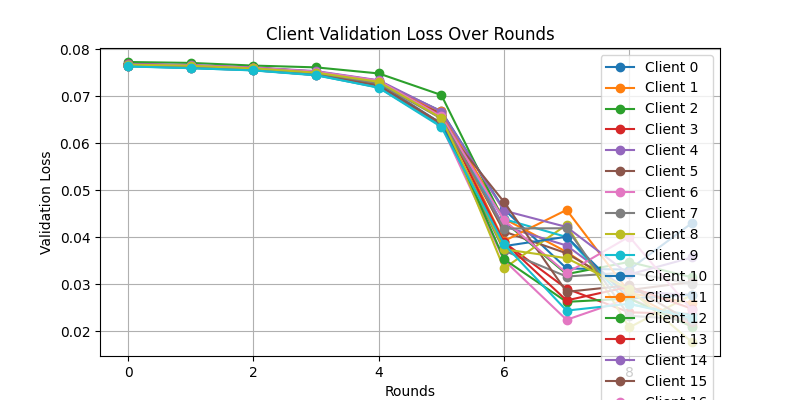 Client Validation Loss Over Rounds
Validation Loss
0.08
0.07
0.06
0.05
0.04
0.03
0.02
0
2
4
6
8
Rounds
Client 0
Client 1
Client 2
Client 3
Client 4
Client 5
Client 6
Client 7
Client 8
Client 9
Client 10
Client 11
Client 12
Client 13
Client 14
Client 15
Client 16